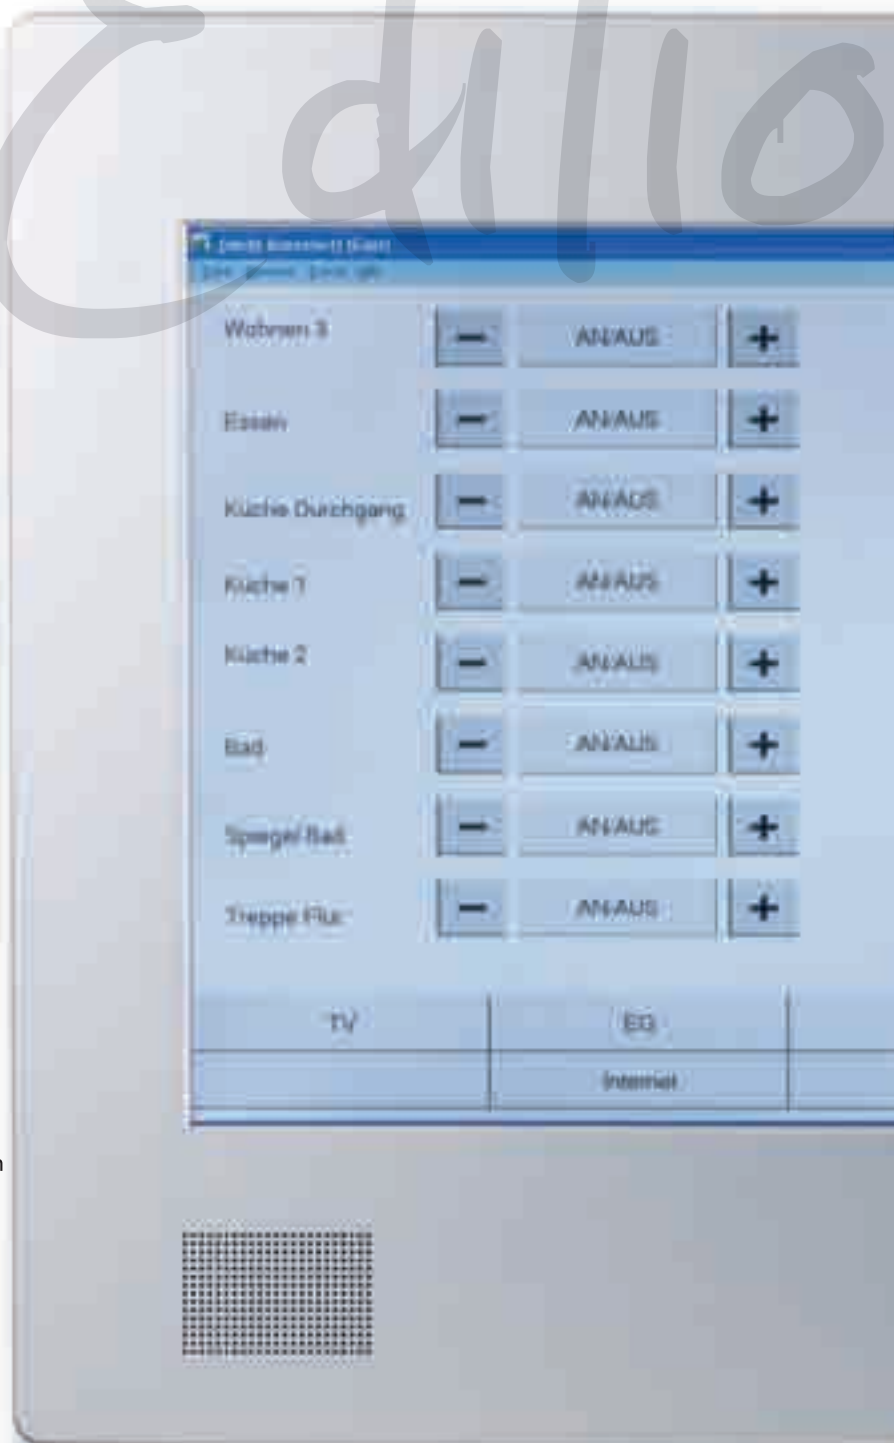 Wohnen 3
− AN/AUS +
Essen
− AN/AUS +
Küche Durchgang
− AN/AUS +
Küche 1
− AN/AUS +
Küche 2
− AN/AUS +
Bad
− AN/AUS +
Spiegel Bad
− AN/AUS +
Treppe Flur
− AN/AUS +
TV EG
Internet